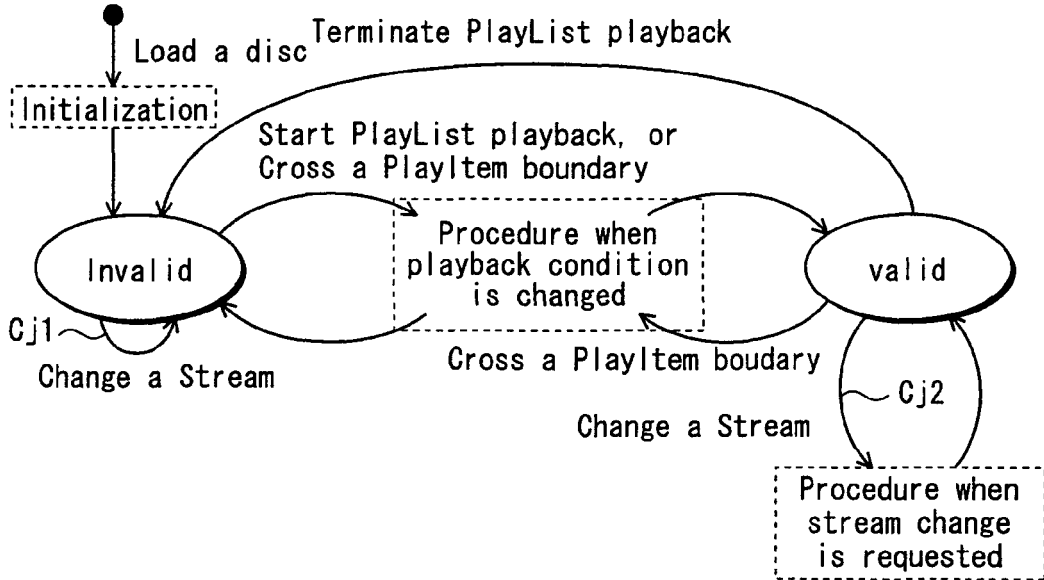 Terminate PlayList playback
Load a disc
Initialization
Start PlayList playback, or
Cross a PlayItem boundary
Procedure when
playback condition
is changed
Invalid
valid
Cj1
Change a Stream
Cross a PlayItem boudary
Cj2
Change a Stream
Procedure when
stream change
is requested